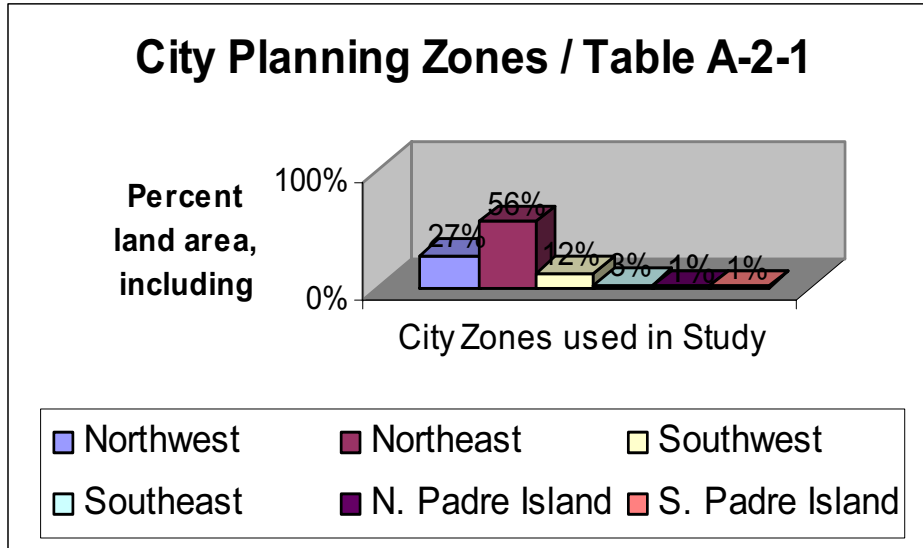 City Planning Zones / Table A-2-1
Percent
land area,
including
100%
0%
27%
56%
12%
3%
1%
1%
City Zones used in Study
Northwest
Northeast
Southwest
Southeast
N. Padre Island
S. Padre Island